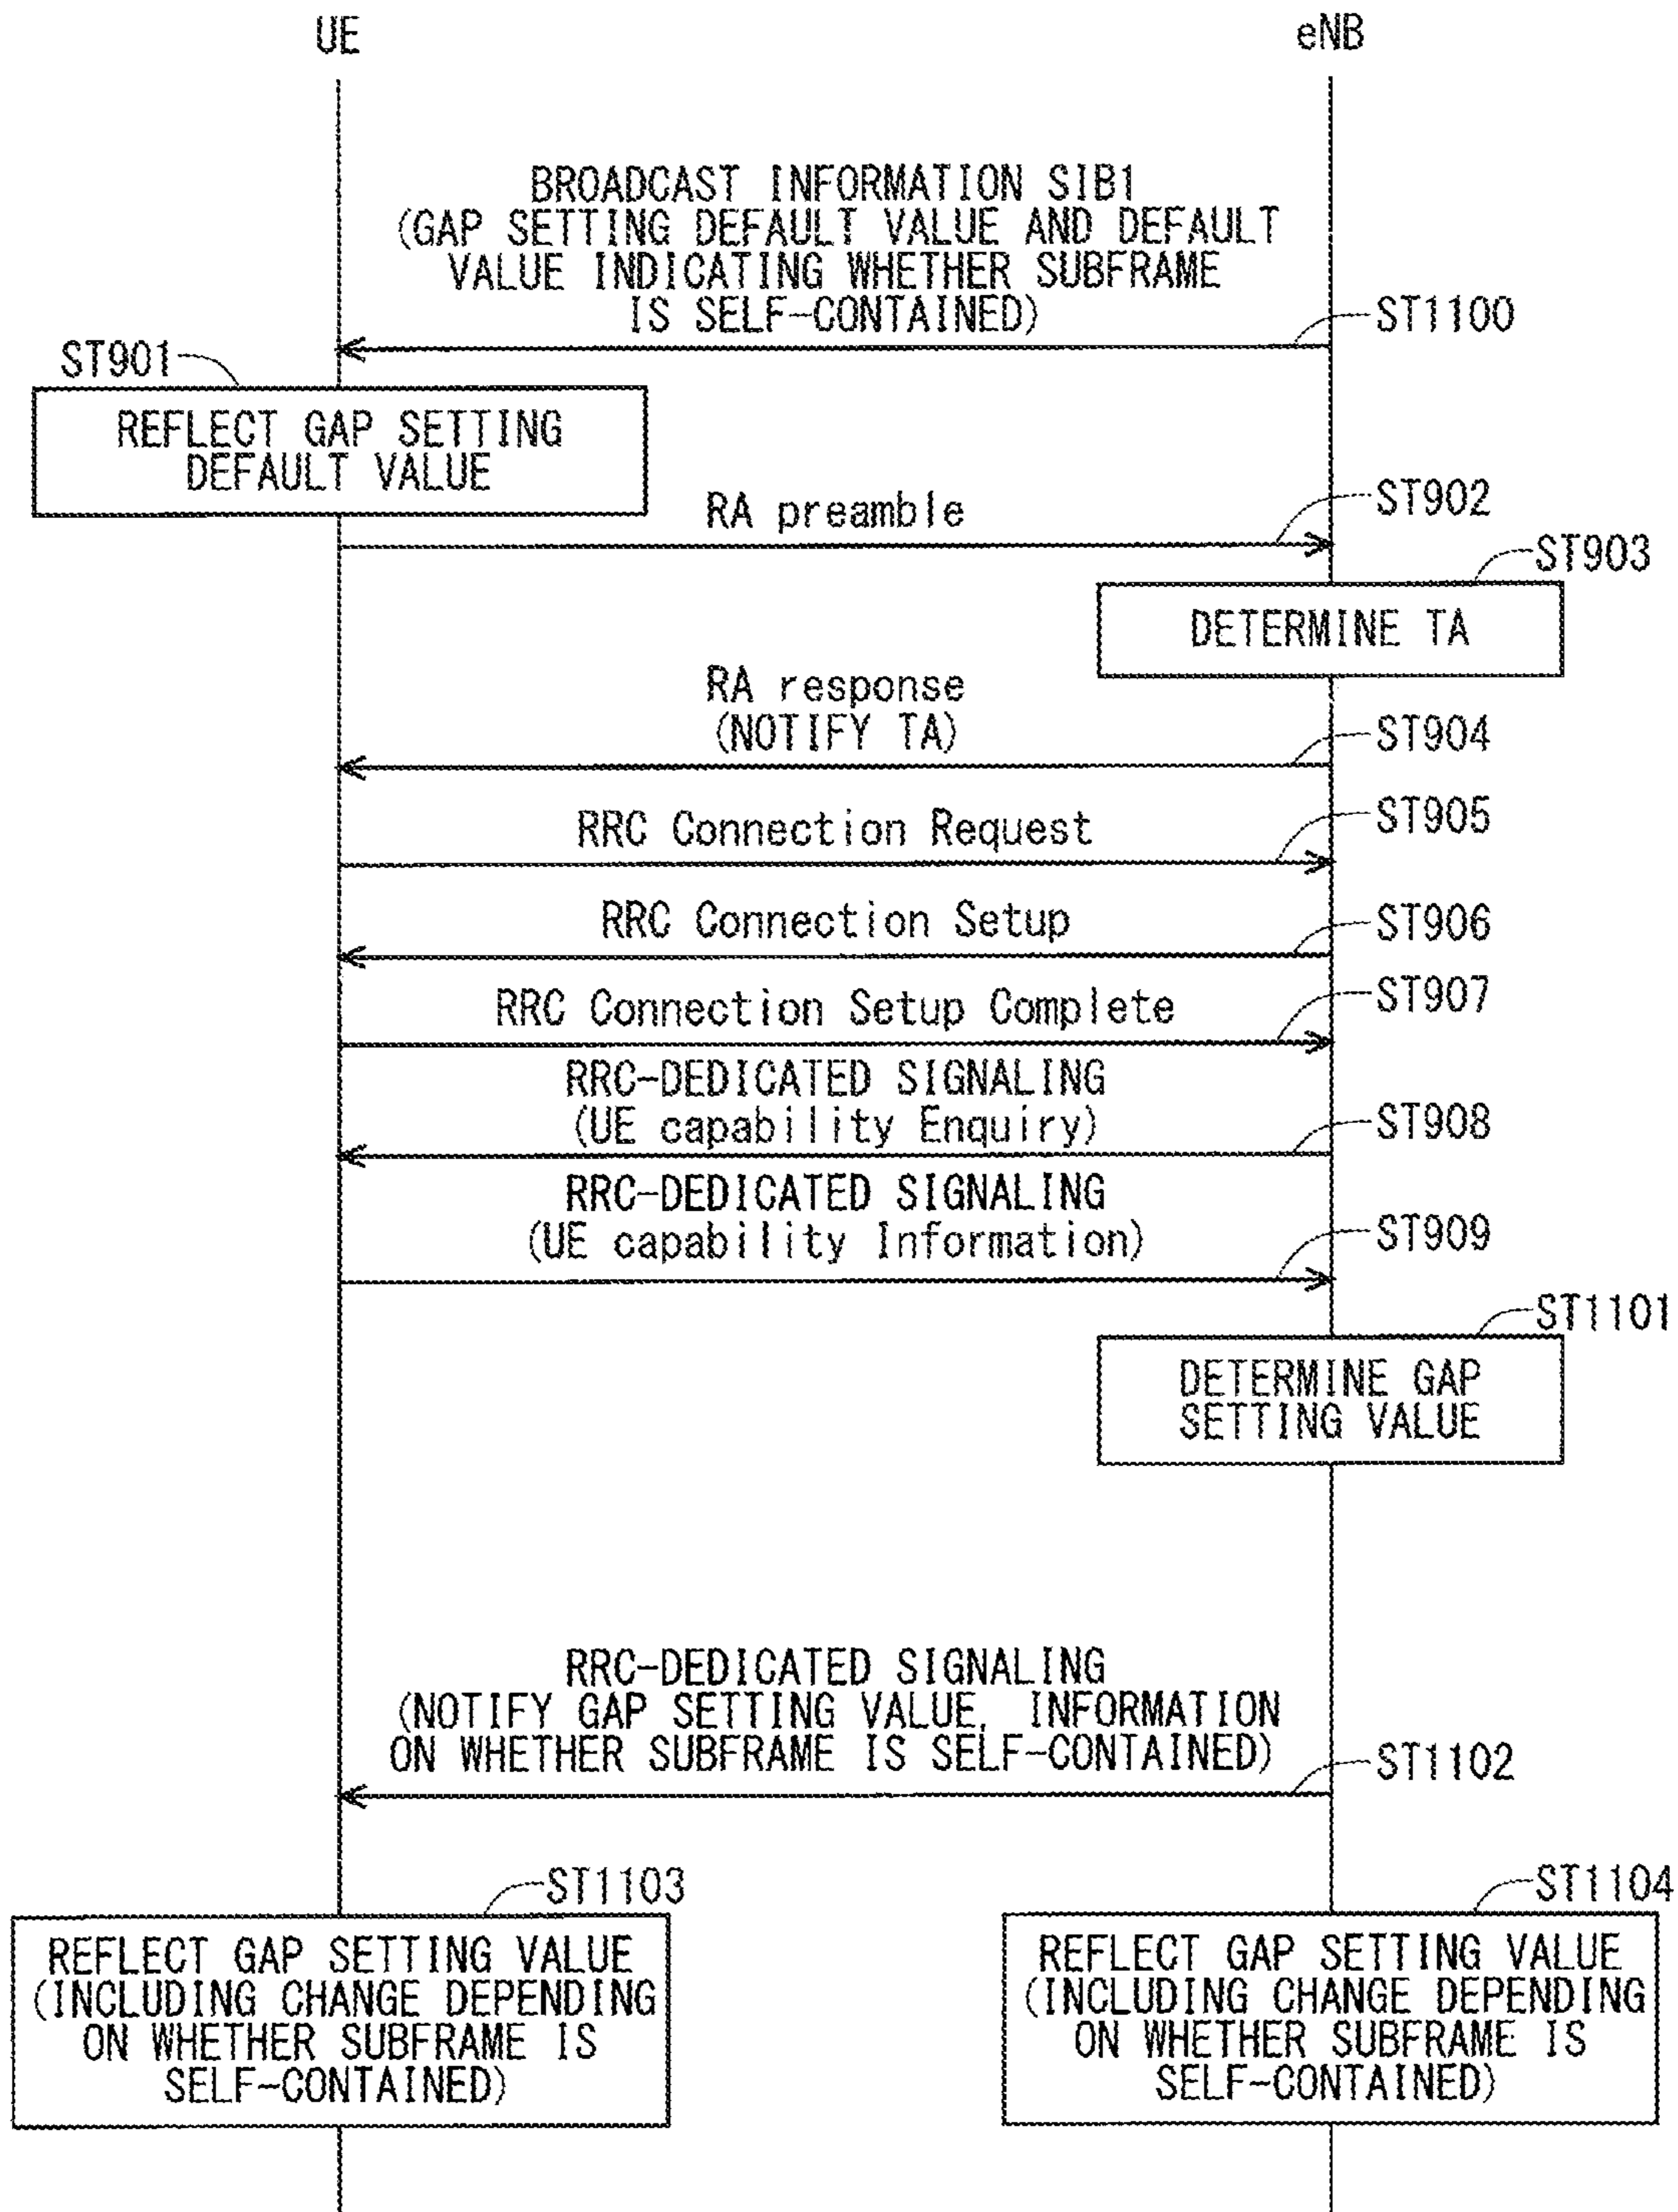 UE
eNB
BROADCAST INFORMATION SIB1
(GAP SETTING DEFAULT VALUE AND DEFAULT
VALUE INDICATING WHETHER SUBFRAME
IS SELF-CONTAINED)
ST1100
ST901
REFLECT GAP SETTING
DEFAULT VALUE
RA preamble
ST902
ST903
DETERMINE TA
RA response
(NOTIFY TA)
ST904
RRC Connection Request
ST905
RRC Connection Setup
ST906
RRC Connection Setup Complete
ST907
RRC-DEDICATED SIGNALING
(UE capability Enquiry)
ST908
RRC-DEDICATED SIGNALING
(UE capability Information)
ST909
ST1101
DETERMINE GAP
SETTING VALUE
RRC-DEDICATED SIGNALING
(NOTIFY GAP SETTING VALUE, INFORMATION
ON WHETHER SUBFRAME IS SELF-CONTAINED)
ST1102
ST1103
REFLECT GAP SETTING VALUE
(INCLUDING CHANGE DEPENDING
ON WHETHER SUBFRAME IS
SELF-CONTAINED)
ST1104
REFLECT GAP SETTING VALUE
(INCLUDING CHANGE DEPENDING
ON WHETHER SUBFRAME IS
SELF-CONTAINED)